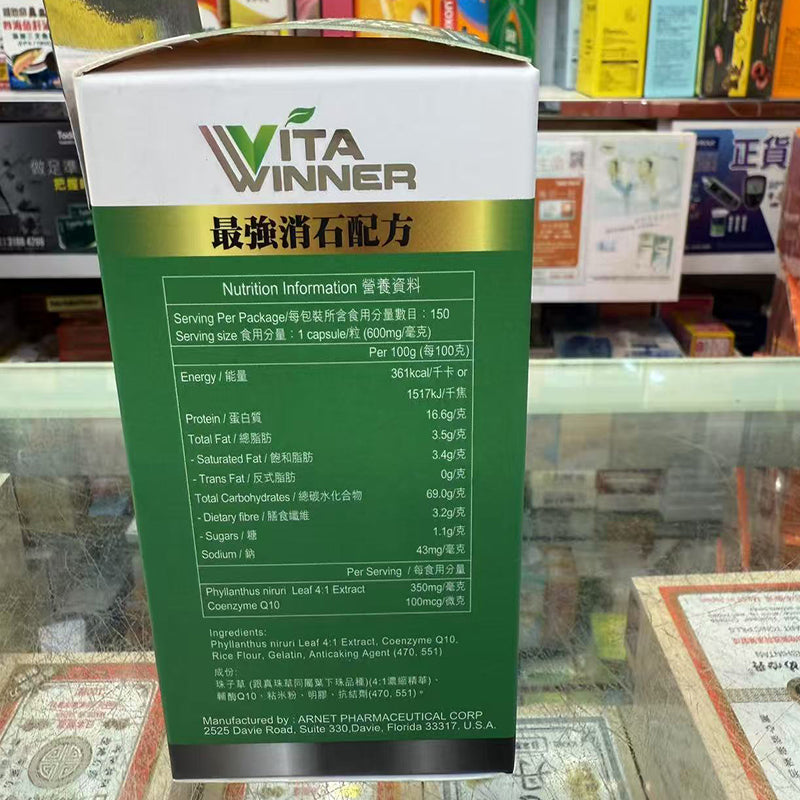 VITA
WINNER
最強消石配方
Nutrition Information 營養資料
Serving Per Package/每包裝所含食用分量數目：150
Serving size 食用分量：1 capsule/粒 (600mg/毫克)
Per 100g (每100克)
Energy / 能量 361kcal/千卡 or
1517kJ/千焦
Protein / 蛋白質 16.6g/克
Total Fat / 總脂肪 3.5g/克
- Saturated Fat / 飽和脂肪 3.4g/克
- Trans Fat / 反式脂肪 0g/克
Total Carbohydrates / 總碳水化合物 69.0g/克
- Dietary fibre / 膳食纖維 3.2g/克
- Sugars / 糖 1.1g/克
Sodium / 鈉 43mg/毫克
Per Serving / 每食用分量
Phyllanthus niruri Leaf 4:1 Extract 350mg/毫克
Coenzyme Q10 100mcg/微克
Ingredients:
Phyllanthus niruri Leaf 4:1 Extract, Coenzyme Q10,
Rice Flour, Gelatin, Anticaking Agent (470, 551)
成份:
珠子草 (跟真珠草同屬葉下珠品種)(4:1濃縮精華)、
輔酶Q10、粘米粉、明膠、抗結劑(470, 551)。
Manufactured by : ARNET PHARMACEUTICAL CORP
2525 Davie Road, Suite 330,Davie, Florida 33317, U.S.A.
做足準
正貨